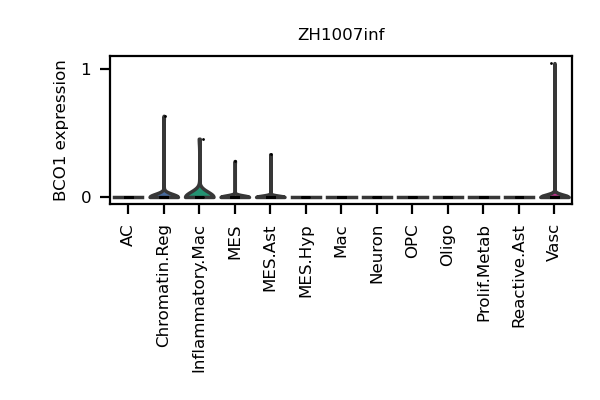 ZH1007inf
BCO1 expression
1
0
AC
Chromatin.Reg
Inflammatory.Mac
MES
MES.Ast
MES.Hyp
Mac
Neuron
OPC
Oligo
Prolif.Metab
Reactive.Ast
Vasc